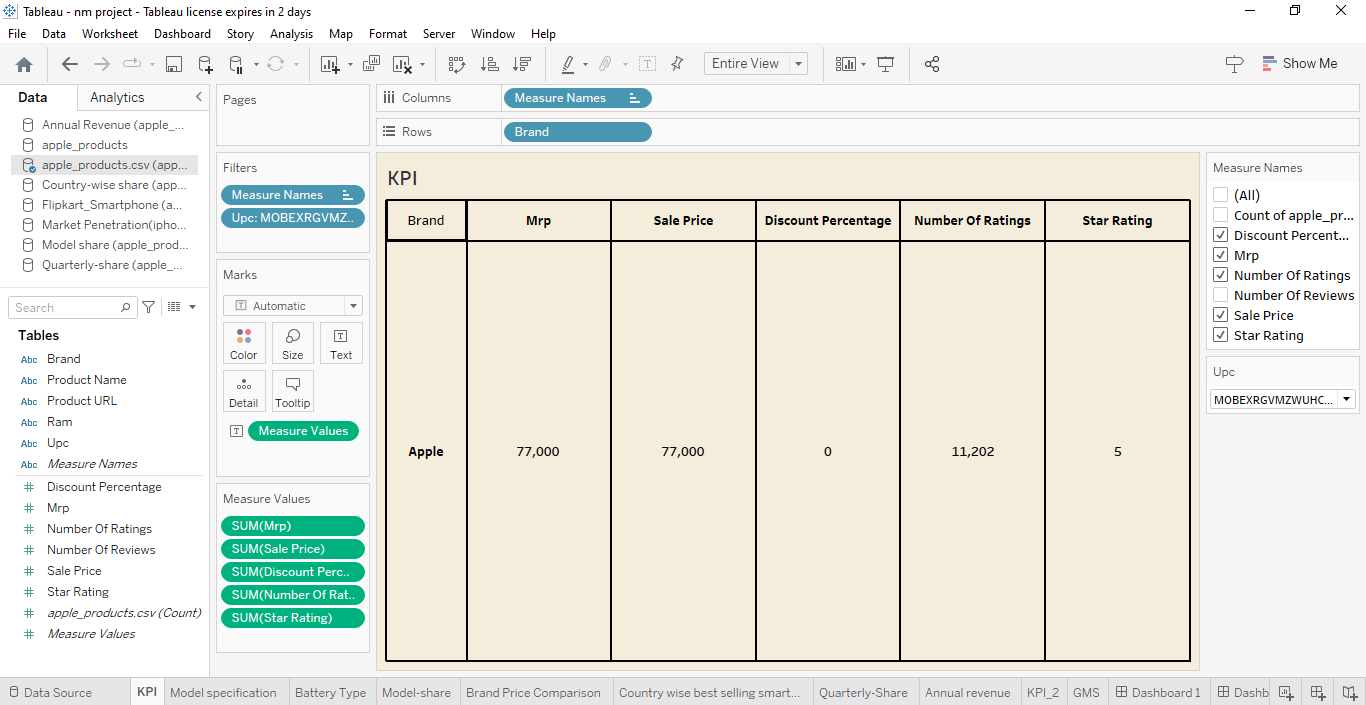 Tableau - nm project - Tableau license expires in 2 days
File Data Worksheet Dashboard Story Analysis Map Format Server Window Help
Entire View
Show Me
Data
Analytics
Annual Revenue (apple_...
apple_products
apple_products.csv (app...
Country-wise share (app...
Flipkart_Smartphone (a...
Market Penetration(ipho...
Model share (apple_prod...
Quarterly-share (apple_...
Search
Tables
Abc Brand
Abc Product Name
Abc Product URL
Abc Ram
Abc Upc
Abc Measure Names
# Discount Percentage
# Mrp
# Number Of Ratings
# Number Of Reviews
# Sale Price
# Star Rating
# apple_products.csv (Count)
# Measure Values
Pages
Filters
Measure Names
Upc: MOBEXRGVMZ..
Marks
T Automatic
Color
Size
T Text
Detail
Tooltip
T Measure Values
Measure Values
SUM(Mrp)
SUM(Sale Price)
SUM(Discount Perc..
SUM(Number Of Rat..
SUM(Star Rating)
Columns
Measure Names
Rows
Brand
KPI
Brand Mrp Sale Price Discount Percentage Number Of Ratings Star Rating
Apple 77,000 77,000 0 11,202 5
Measure Names
(All)
Count of apple_pr...
Discount Percent...
Mrp
Number Of Ratings
Number Of Reviews
Sale Price
Star Rating
Upc
MOBEXRGVMZWUHC...
Data Source KPI Model specification Battery Type Model-share Brand Price Comparison Country wise best selling smart... Quarterly-Share Annual revenue KPI_2 GMS Dashboard 1 Dashb